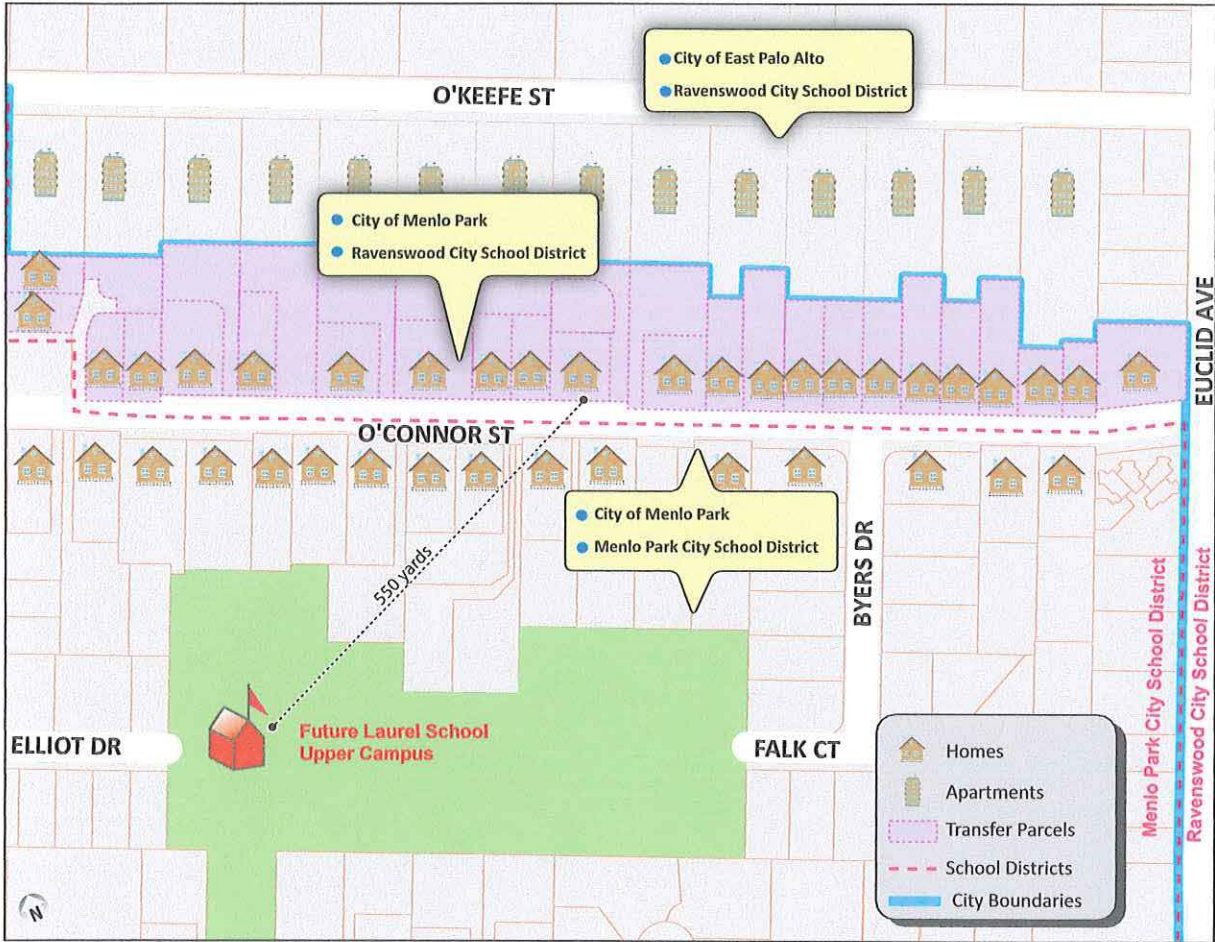 City of East Palo Alto
Ravenswood City School District
O'KEEFE ST
City of Menlo Park
Ravenswood City School District
EUCLID AVE
O'CONNOR ST
City of Menlo Park
Menlo Park City School District
550 yards
BYERS DR
Menlo Park City School District
Ravenswood City School District
ELLIOT DR
Future Laurel School
Upper Campus
FALK CT
Homes
Apartments
Transfer Parcels
School Districts
City Boundaries
N